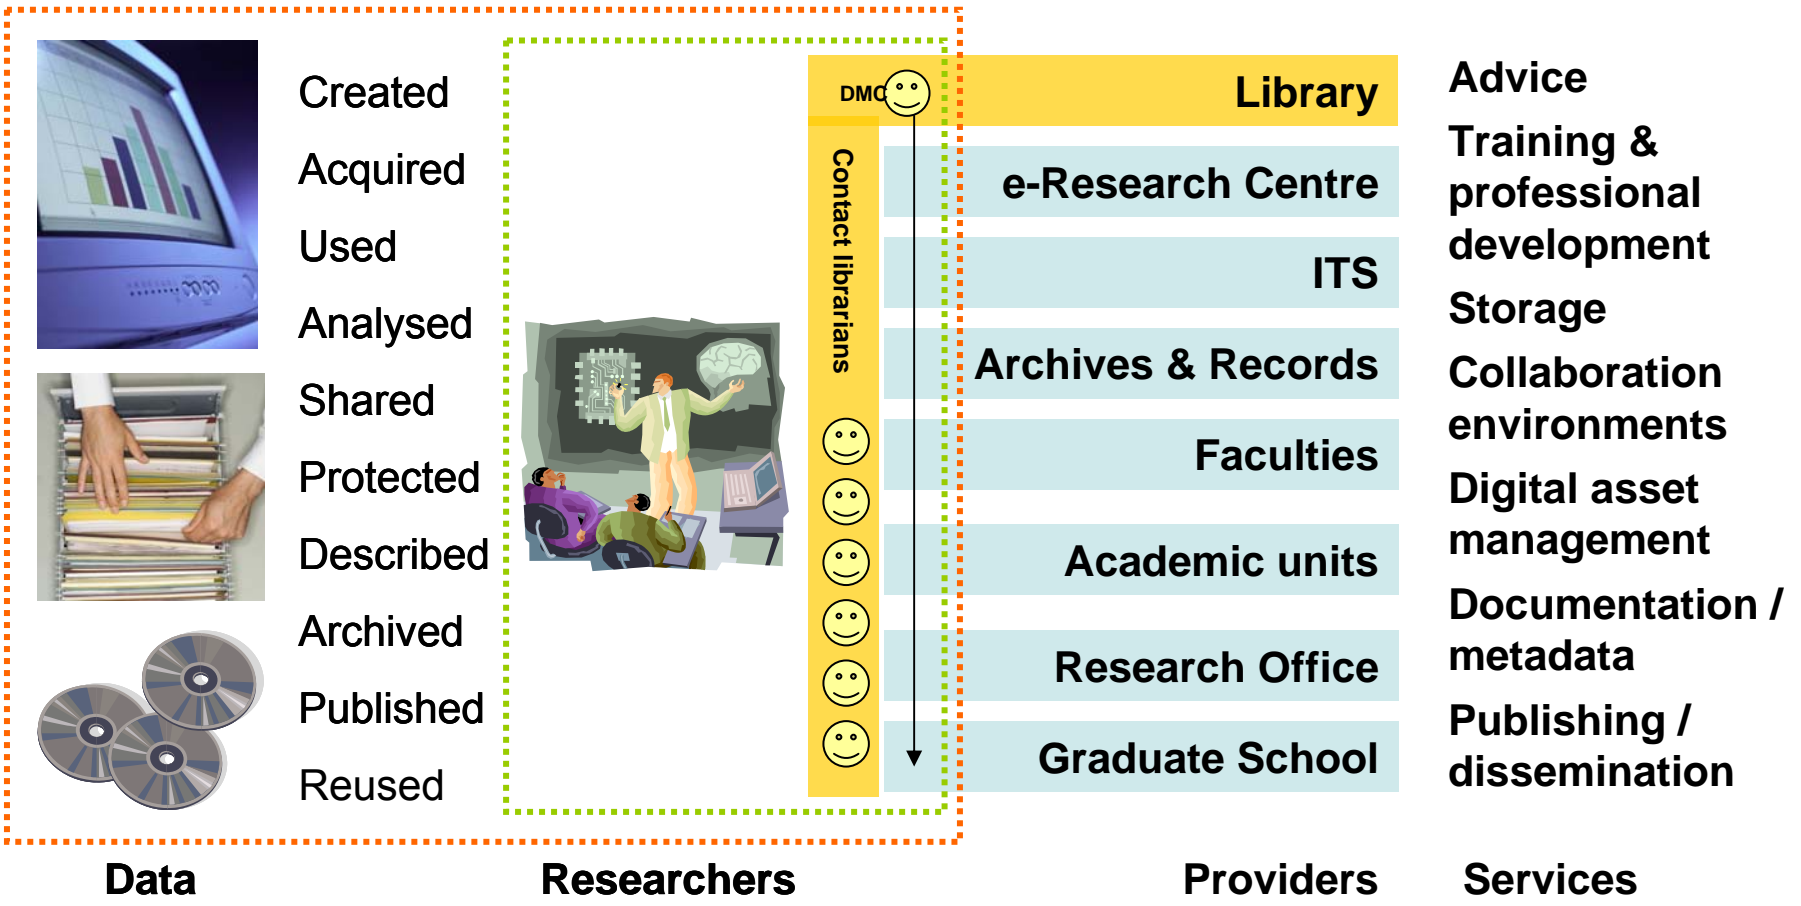 Created
Acquired
Used
Analysed
Shared
Protected
Described
Archived
Published
Reused
DMC
Contact librarians
Library
e-Research Centre
ITS
Archives & Records
Faculties
Academic units
Research Office
Graduate School
Advice
Training &
professional
development
Storage
Collaboration
environments
Digital asset
management
Documentation /
metadata
Publishing /
dissemination
Data
Researchers
Providers
Services